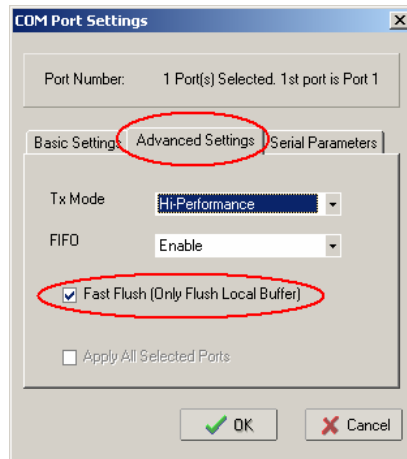 COM Port Settings
Port Number: 1 Port(s) Selected. 1st port is Port 1
Basic Settings Advanced Settings Serial Parameters
Tx Mode Hi-Performance
FIFO Enable
Fast Flush (Only Flush Local Buffer)
Apply All Selected Ports
OK Cancel